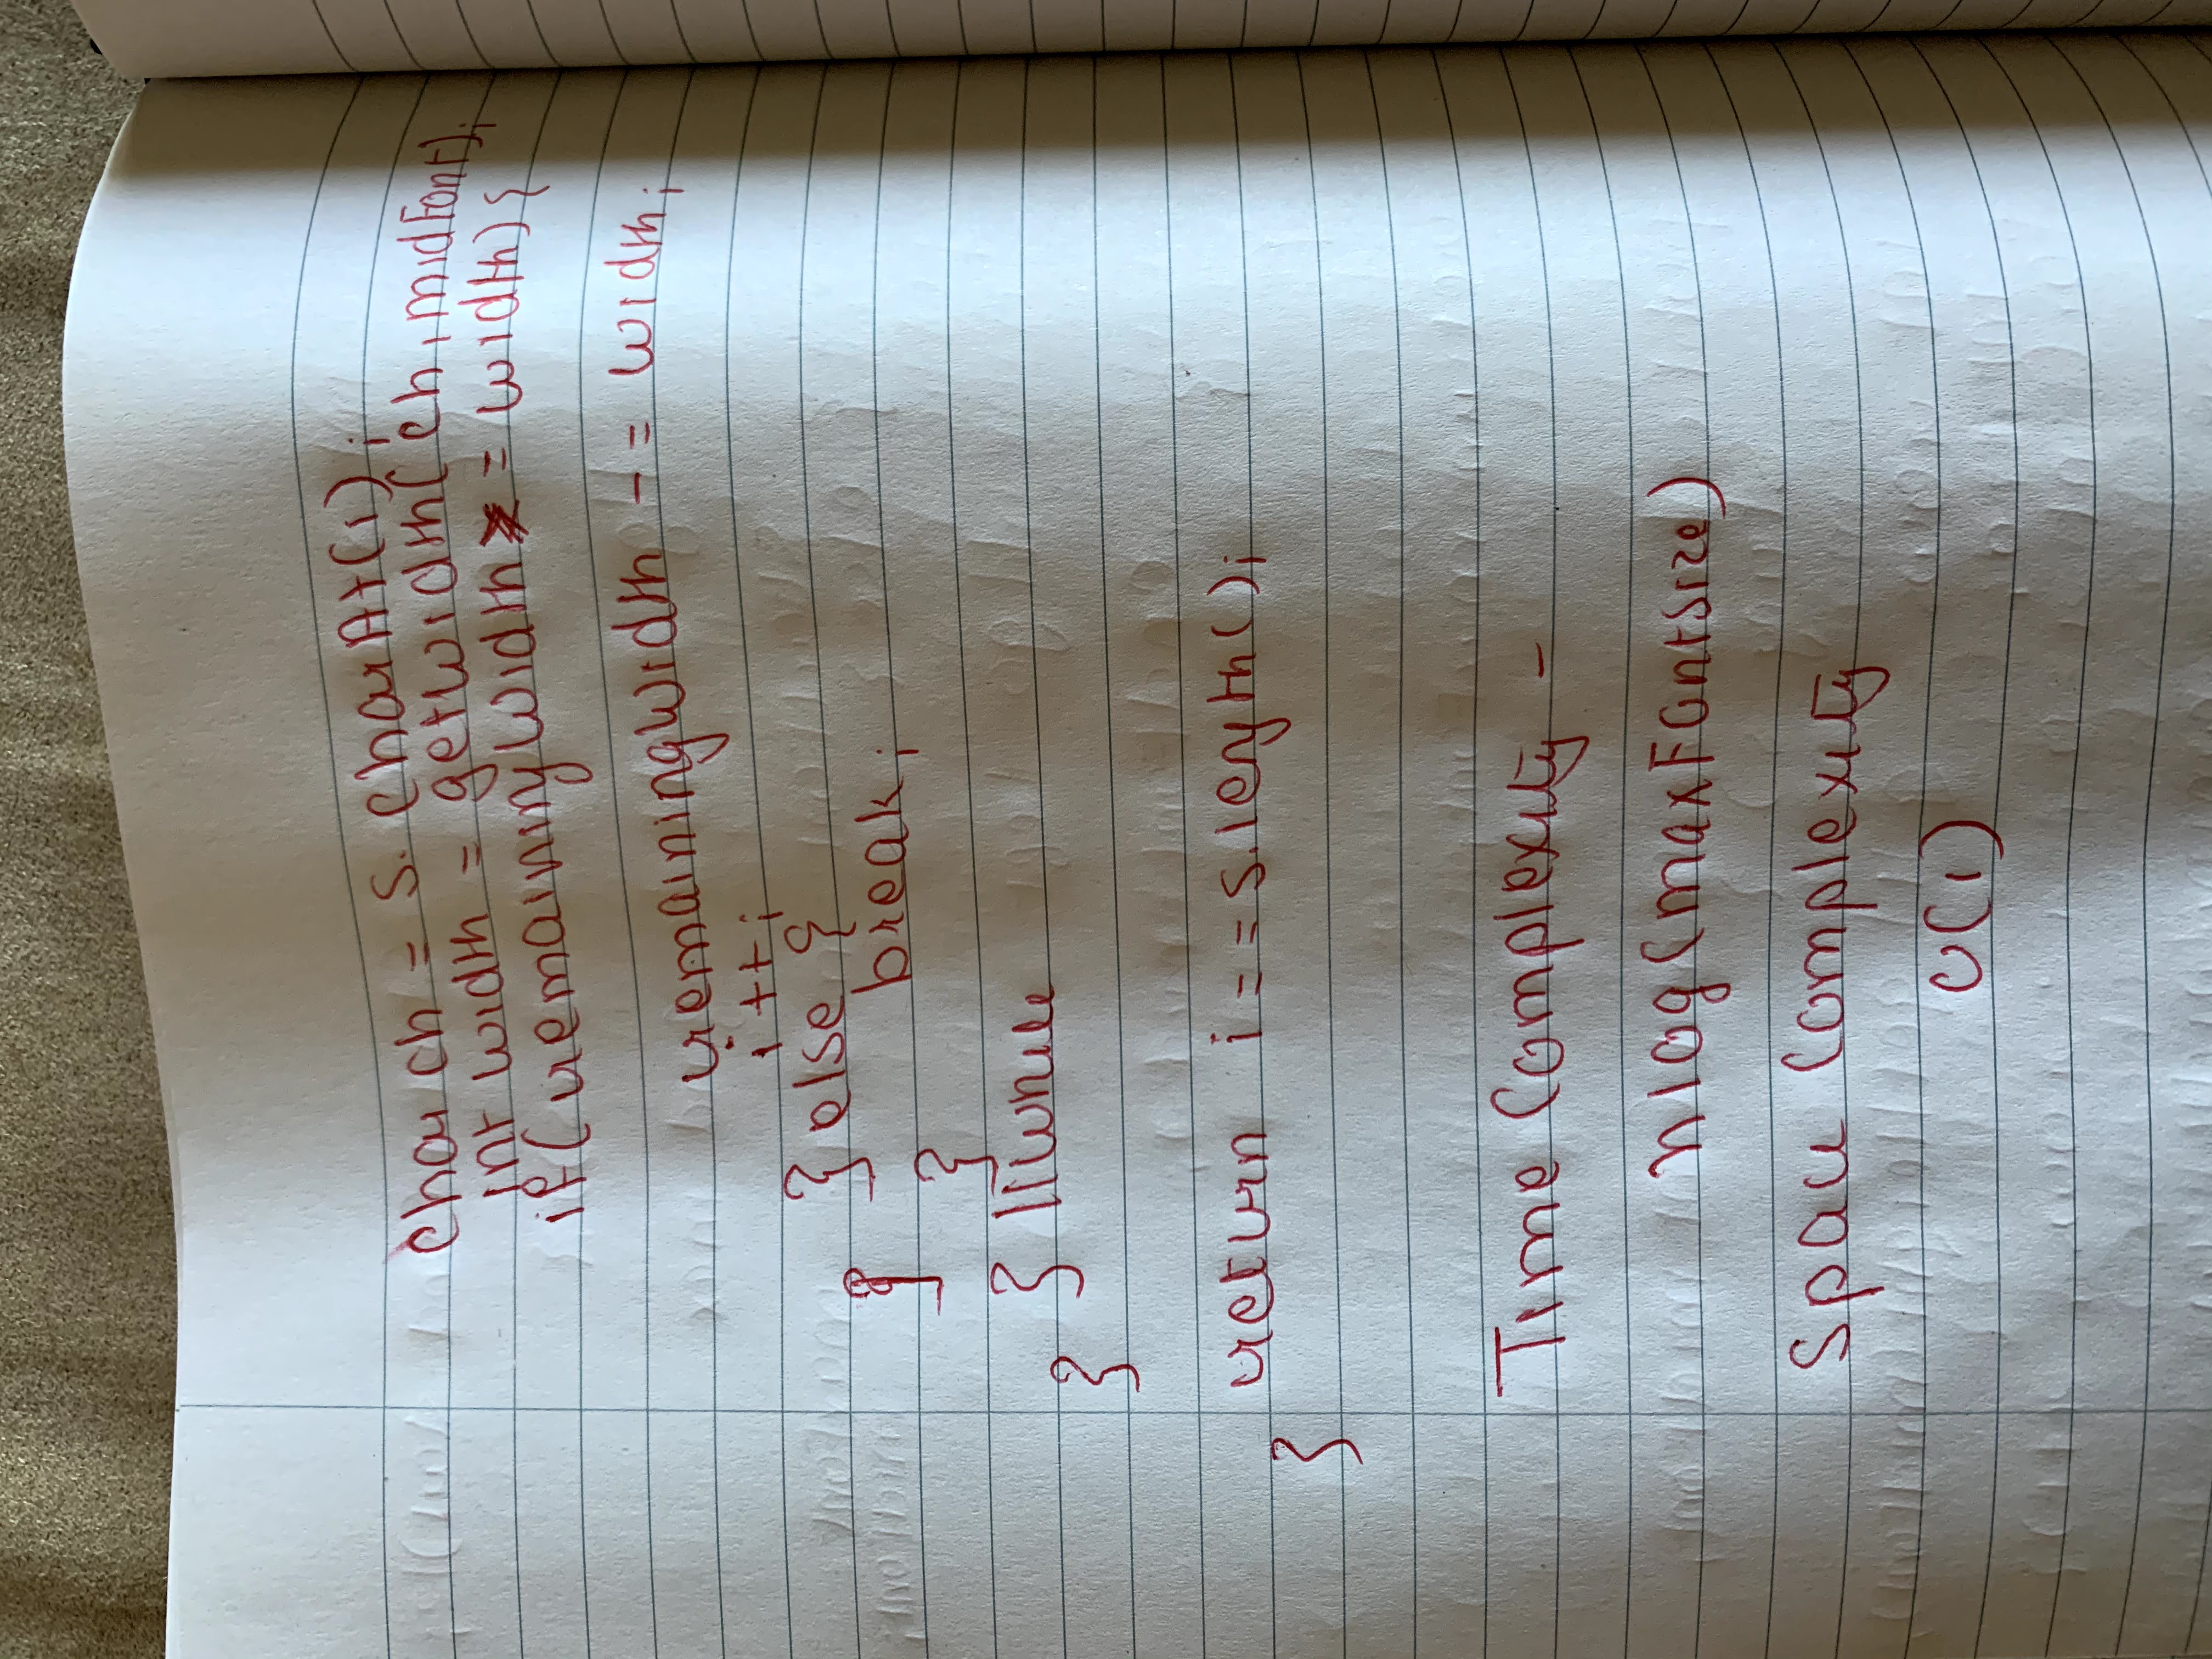 char ch = s.charAt(i);
int width = getwidth(ch, midFont);
if(remainingWidth >= width) {
remainingwidth -= width;
i++;
} else {
break;
}
}
} //while
}
return i == s.length();
}
Time Complexity -
nlog(maxFontSize)
Space Complexity
O(1)